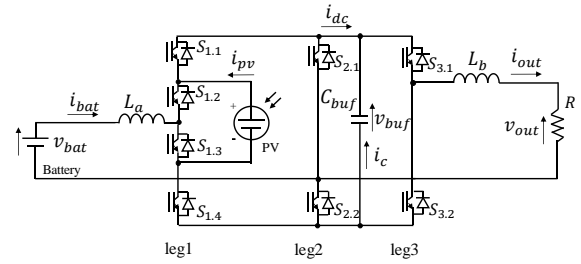 i_dc
S_1.1
i_pv
S_2.1
S_3.1
L_b
i_out
i_bat
L_a
S_1.2
C_buf
R
+
v_bat
S_1.3
-
PV
v_buf
v_out
Battery
i_c
S_1.4
S_2.2
S_3.2
leg1
leg2
leg3